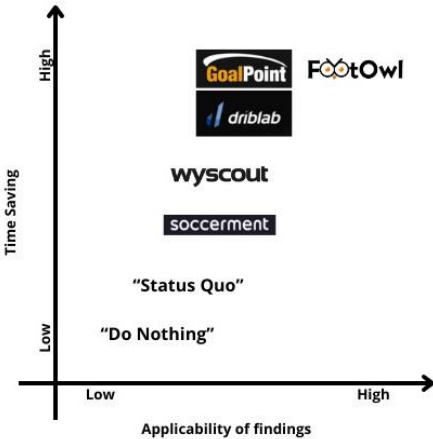 High
GoalPoint
FootOwl
driblab
wyscout
soccerment
Time Saving
“Status Quo”
“Do Nothing”
Low
Low
High
Applicability of findings